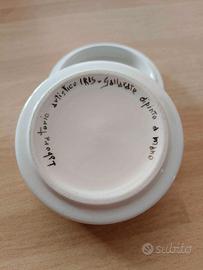 Laboratorio artistico IRIS - Gallarate dipinto a mano
subito